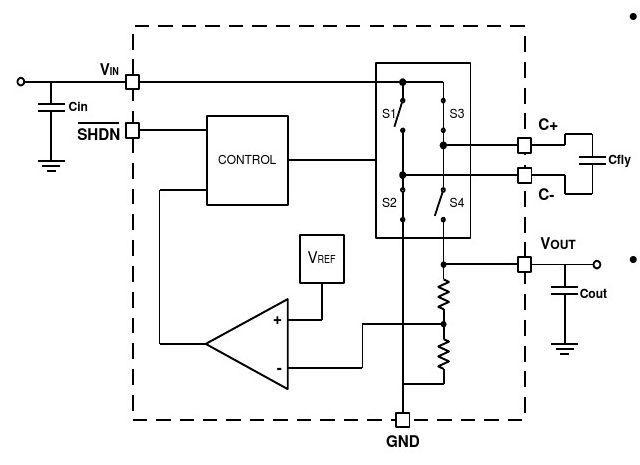 •
VIN
Cin
SHDN
CONTROL
S1
S3
S2
S4
C+
Cfly
C-
VREF
VOUT
•
Cout
+
-
GND